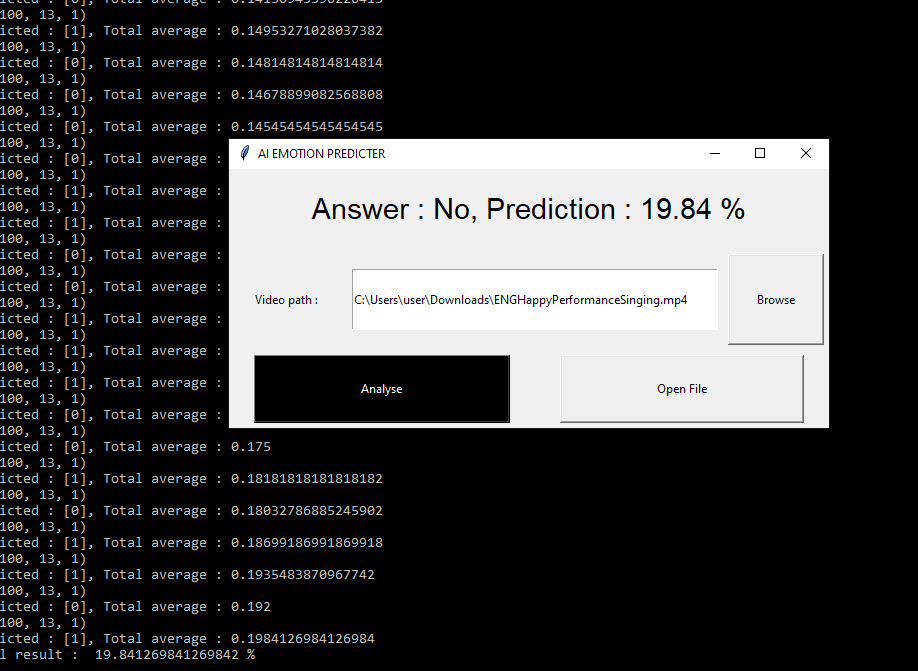 icted : [0], Total average : 0.14150943396226415
100, 13, 1)
icted : [1], Total average : 0.14953271028037382
100, 13, 1)
icted : [0], Total average : 0.14814814814814814
100, 13, 1)
icted : [0], Total average : 0.14678899082568808
100, 13, 1)
icted : [0], Total average : 0.14545454545454545
100, 13, 1)
icted : [0], Total average :
100, 13, 1)
icted : [1], Total average :
100, 13, 1)
icted : [1], Total average :
100, 13, 1)
icted : [0], Total average :
100, 13, 1)
icted : [0], Total average :
100, 13, 1)
icted : [1], Total average :
100, 13, 1)
icted : [1], Total average :
100, 13, 1)
icted : [1], Total average :
100, 13, 1)
icted : [0], Total average :
100, 13, 1)
icted : [0], Total average : 0.175
100, 13, 1)
icted : [1], Total average : 0.18181818181818182
100, 13, 1)
icted : [0], Total average : 0.18032786885245902
100, 13, 1)
icted : [1], Total average : 0.18699186991869918
100, 13, 1)
icted : [1], Total average : 0.1935483870967742
100, 13, 1)
icted : [0], Total average : 0.192
100, 13, 1)
icted : [1], Total average : 0.1984126984126984
l result :  19.841269841269842 %
AI EMOTION PREDICTER
Answer : No, Prediction : 19.84 %
Video path : C:\Users\user\Downloads\ENGHappyPerformanceSinging.mp4 Browse
Analyse Open File